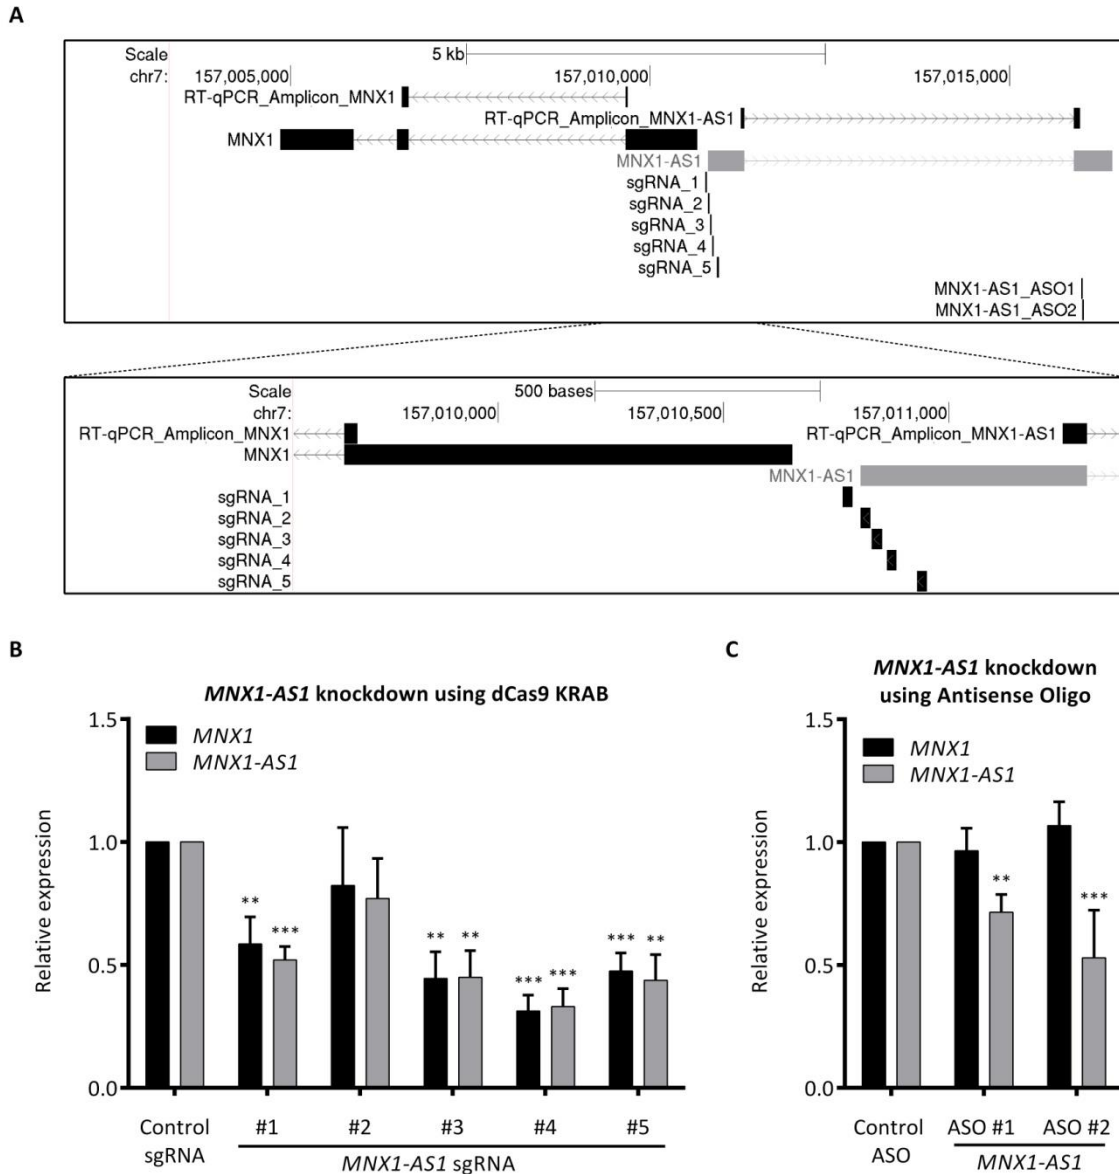 A
Scale 5 kb
chr7: 157,005,000 157,010,000 157,015,000
RT-qPCR_Amplicon_MNX1
RT-qPCR_Amplicon_MNX1-AS1
MNX1
MNX1-AS1
sgRNA_1
sgRNA_2
sgRNA_3
sgRNA_4
sgRNA_5
MNX1-AS1_ASO1
MNX1-AS1_ASO2
Scale 500 bases
chr7: 157,010,000 157,010,500 157,011,000
RT-qPCR_Amplicon_MNX1 RT-qPCR_Amplicon_MNX1-AS1
MNX1
MNX1-AS1
sgRNA_1
sgRNA_2
sgRNA_3
sgRNA_4
sgRNA_5
B
MNX1-AS1 knockdown using dCas9 KRAB
1.5
1.0
0.5
0.0
Relative expression
MNX1
MNX1-AS1
** *** ** ** *** *** *** **
Control sgRNA
#1 #2 #3 #4 #5
MNX1-AS1 sgRNA
C
MNX1-AS1 knockdown
using Antisense Oligo
1.5
1.0
0.5
0.0
Relative expression
MNX1
MNX1-AS1
** ***
Control ASO
ASO #1 ASO #2
MNX1-AS1